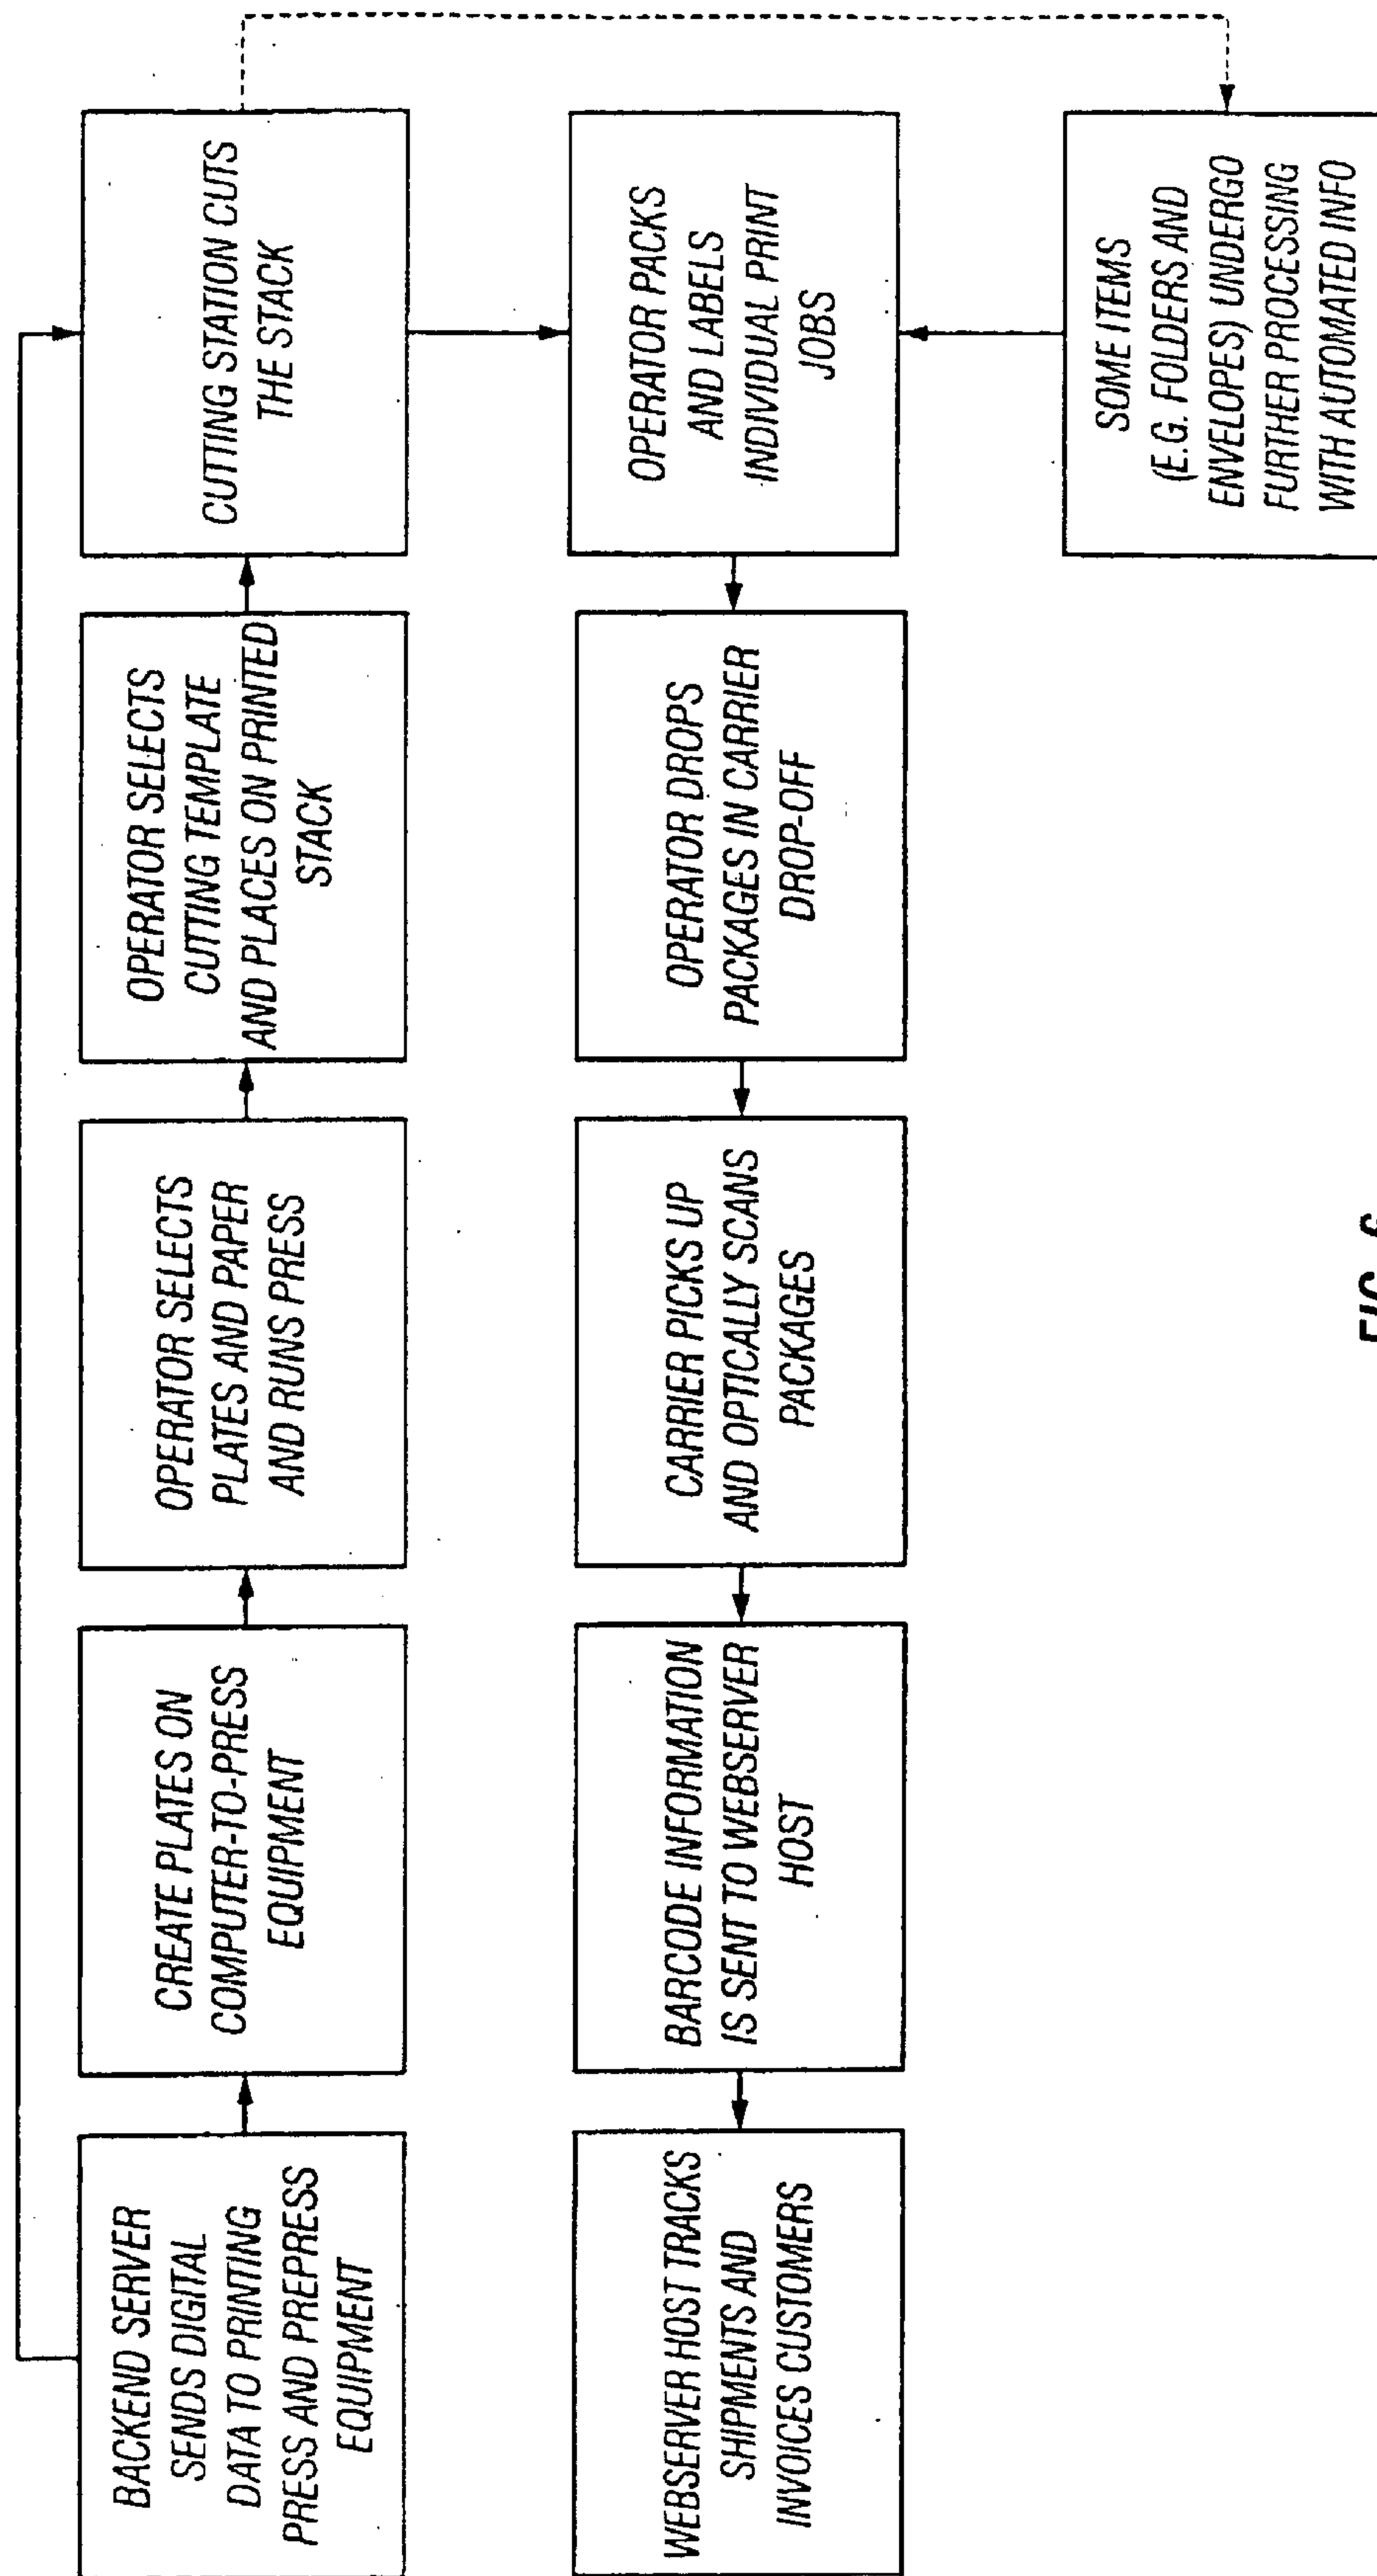 BACKEND SERVER
SENDS DIGITAL
DATA TO PRINTING
PRESS AND PREPRESS
EQUIPMENT
CREATE PLATES ON
COMPUTER-TO-PRESS
EQUIPMENT
OPERATOR SELECTS
PLATES AND PAPER
AND RUNS PRESS
OPERATOR SELECTS
CUTTING TEMPLATE
AND PLACES ON PRINTED
STACK
CUTTING STATION CUTS
THE STACK
WEBSERVER HOST TRACKS
SHIPMENTS AND
INVOICES CUSTOMERS
BARCODE INFORMATION
IS SENT TO WEBSERVER
HOST
CARRIER PICKS UP
AND OPTICALLY SCANS
PACKAGES
OPERATOR DROPS
PACKAGES IN CARRIER
DROP-OFF
OPERATOR PACKS
AND LABELS
INDIVIDUAL PRINT
JOBS
SOME ITEMS
(E.G. FOLDERS AND
ENVELOPES) UNDERGO
FURTHER PROCESSING
WITH AUTOMATED INFO
FIG.